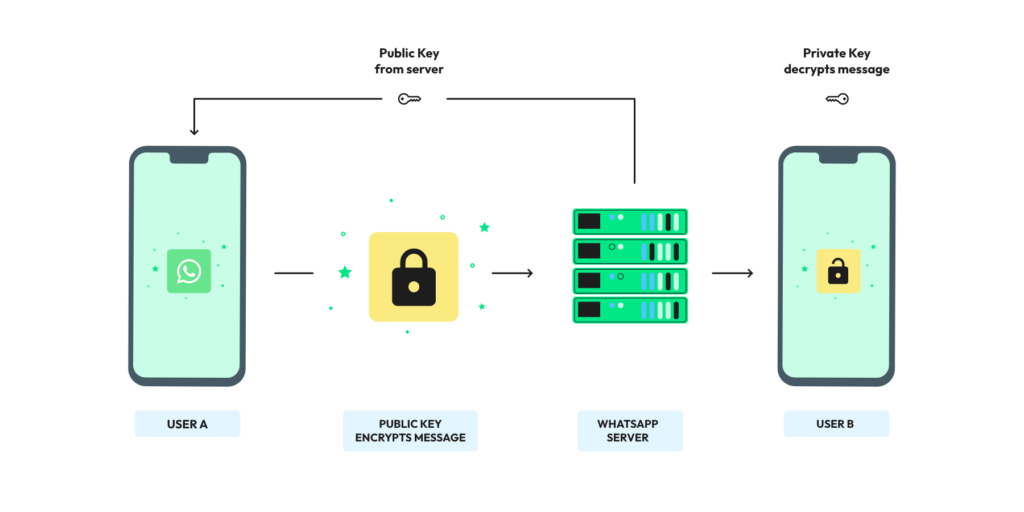 Public Key
from server
Private Key
decrypts message
USER A
PUBLIC KEY
ENCRYPTS MESSAGE
WHATSAPP
SERVER
USER B